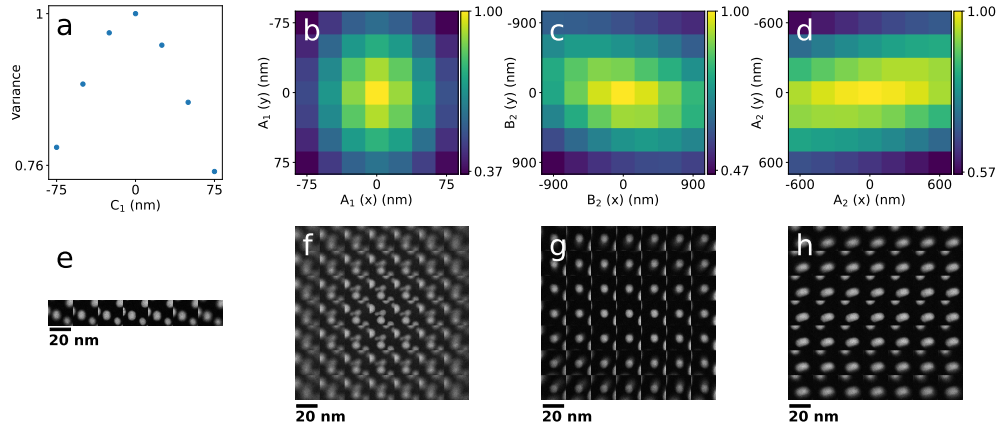 a
1
0.76
-75
0
75
Variance
C₁ (nm)
b
-75
0
75
A₁ (y) (nm)
-75
0
75
A₁ (x) (nm)
1.00
0.37
c
-900
0
900
B₂ (y) (nm)
-900
0
900
B₂ (x) (nm)
1.00
0.47
d
-600
0
600
A₂ (y) (nm)
-600
0
600
A₂ (x) (nm)
1.00
0.57
e
20 nm
f
20 nm
g
20 nm
h
20 nm